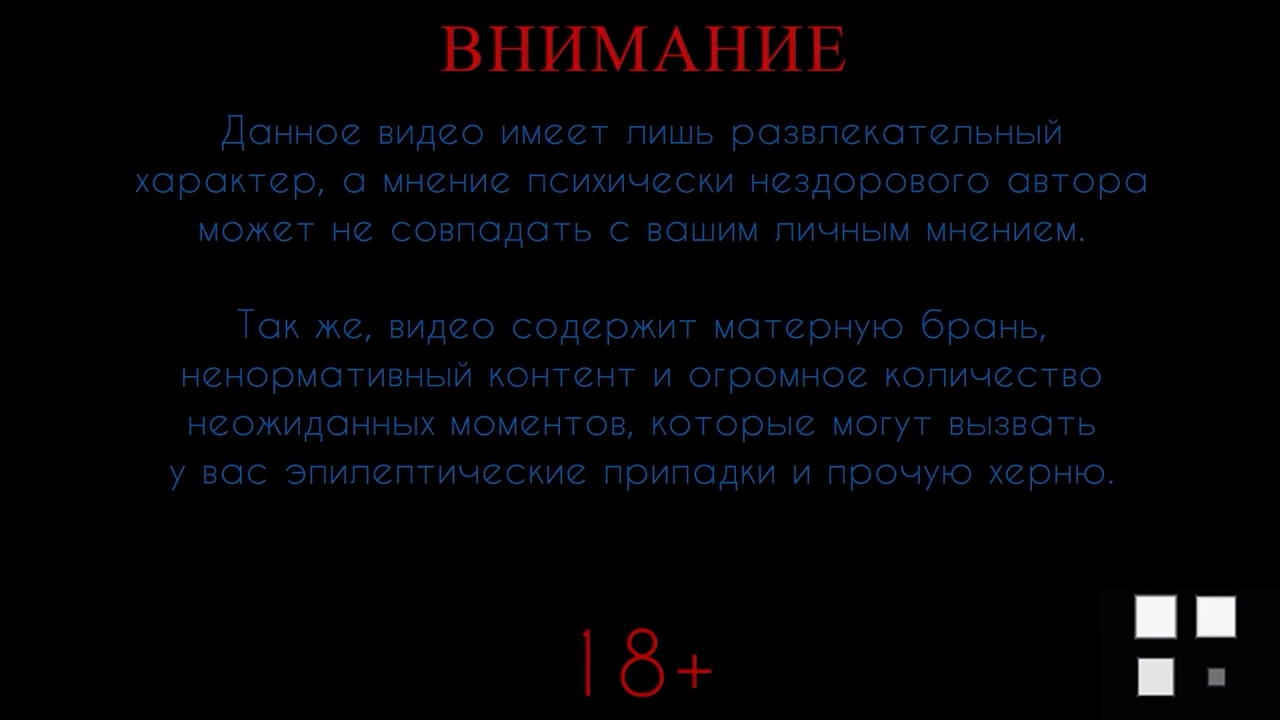 ВНИМАНИЕ
Данное видео имеет лишь развлекательный
характер, а мнение психически нездорового автора
может не совпадать с вашим личным мнением.
Так же, видео содержит матерную брань,
ненормативный контент и огромное количество
неожиданных моментов, которые могут вызвать
у вас эпилептические припадки и прочую херню.
18+